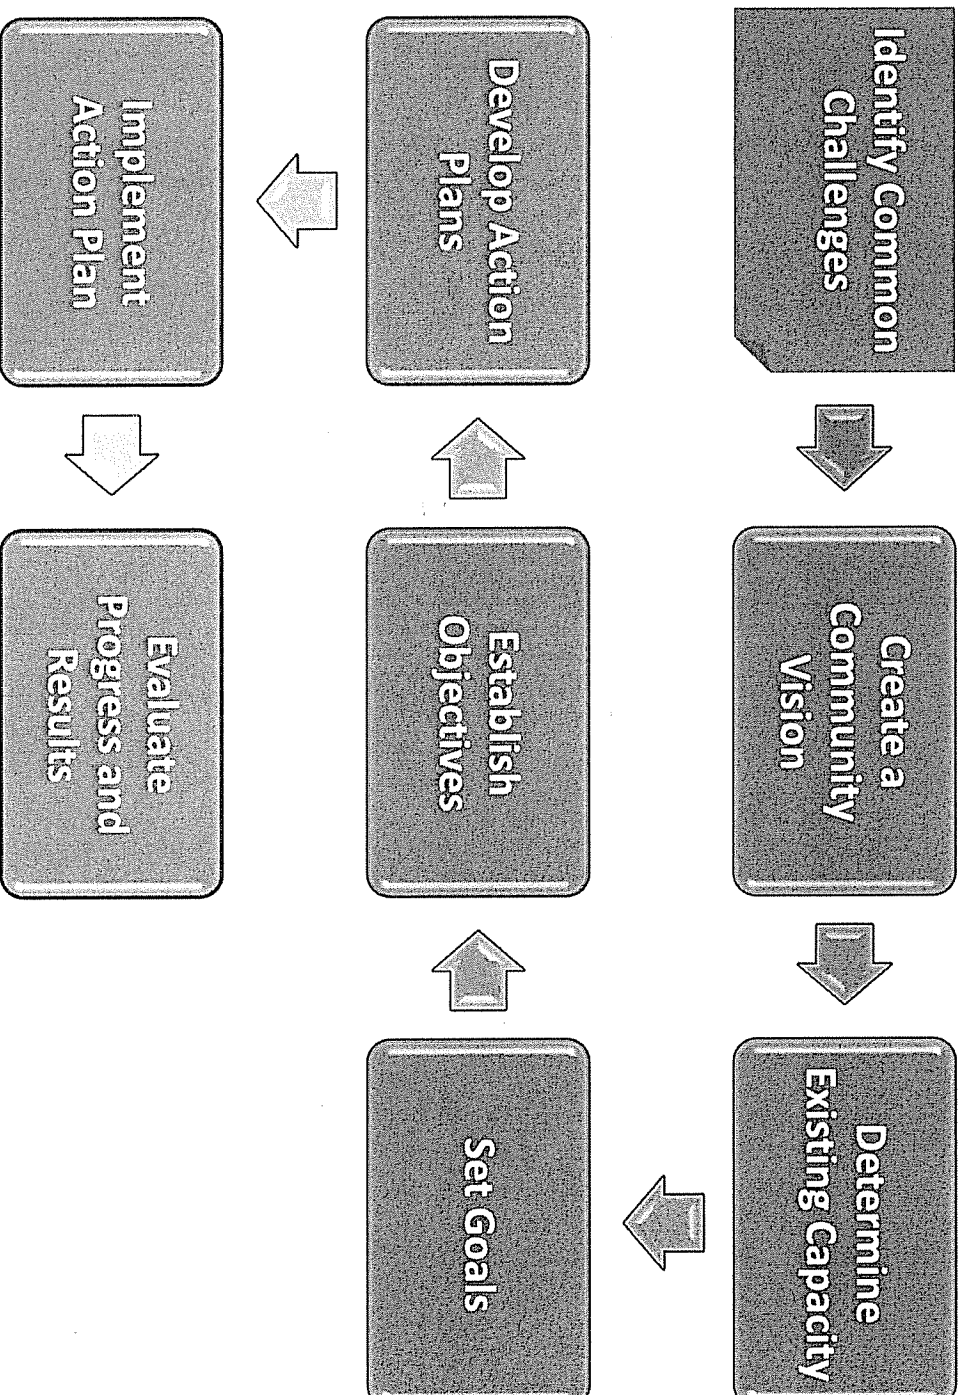 Identify Common
Challenges
Create a
Community
Vision
Determine
Existing Capacity
Set Goals
Establish
Objectives
Develop Action
Plans
Implement
Action Plan
Evaluate
Progress and
Results